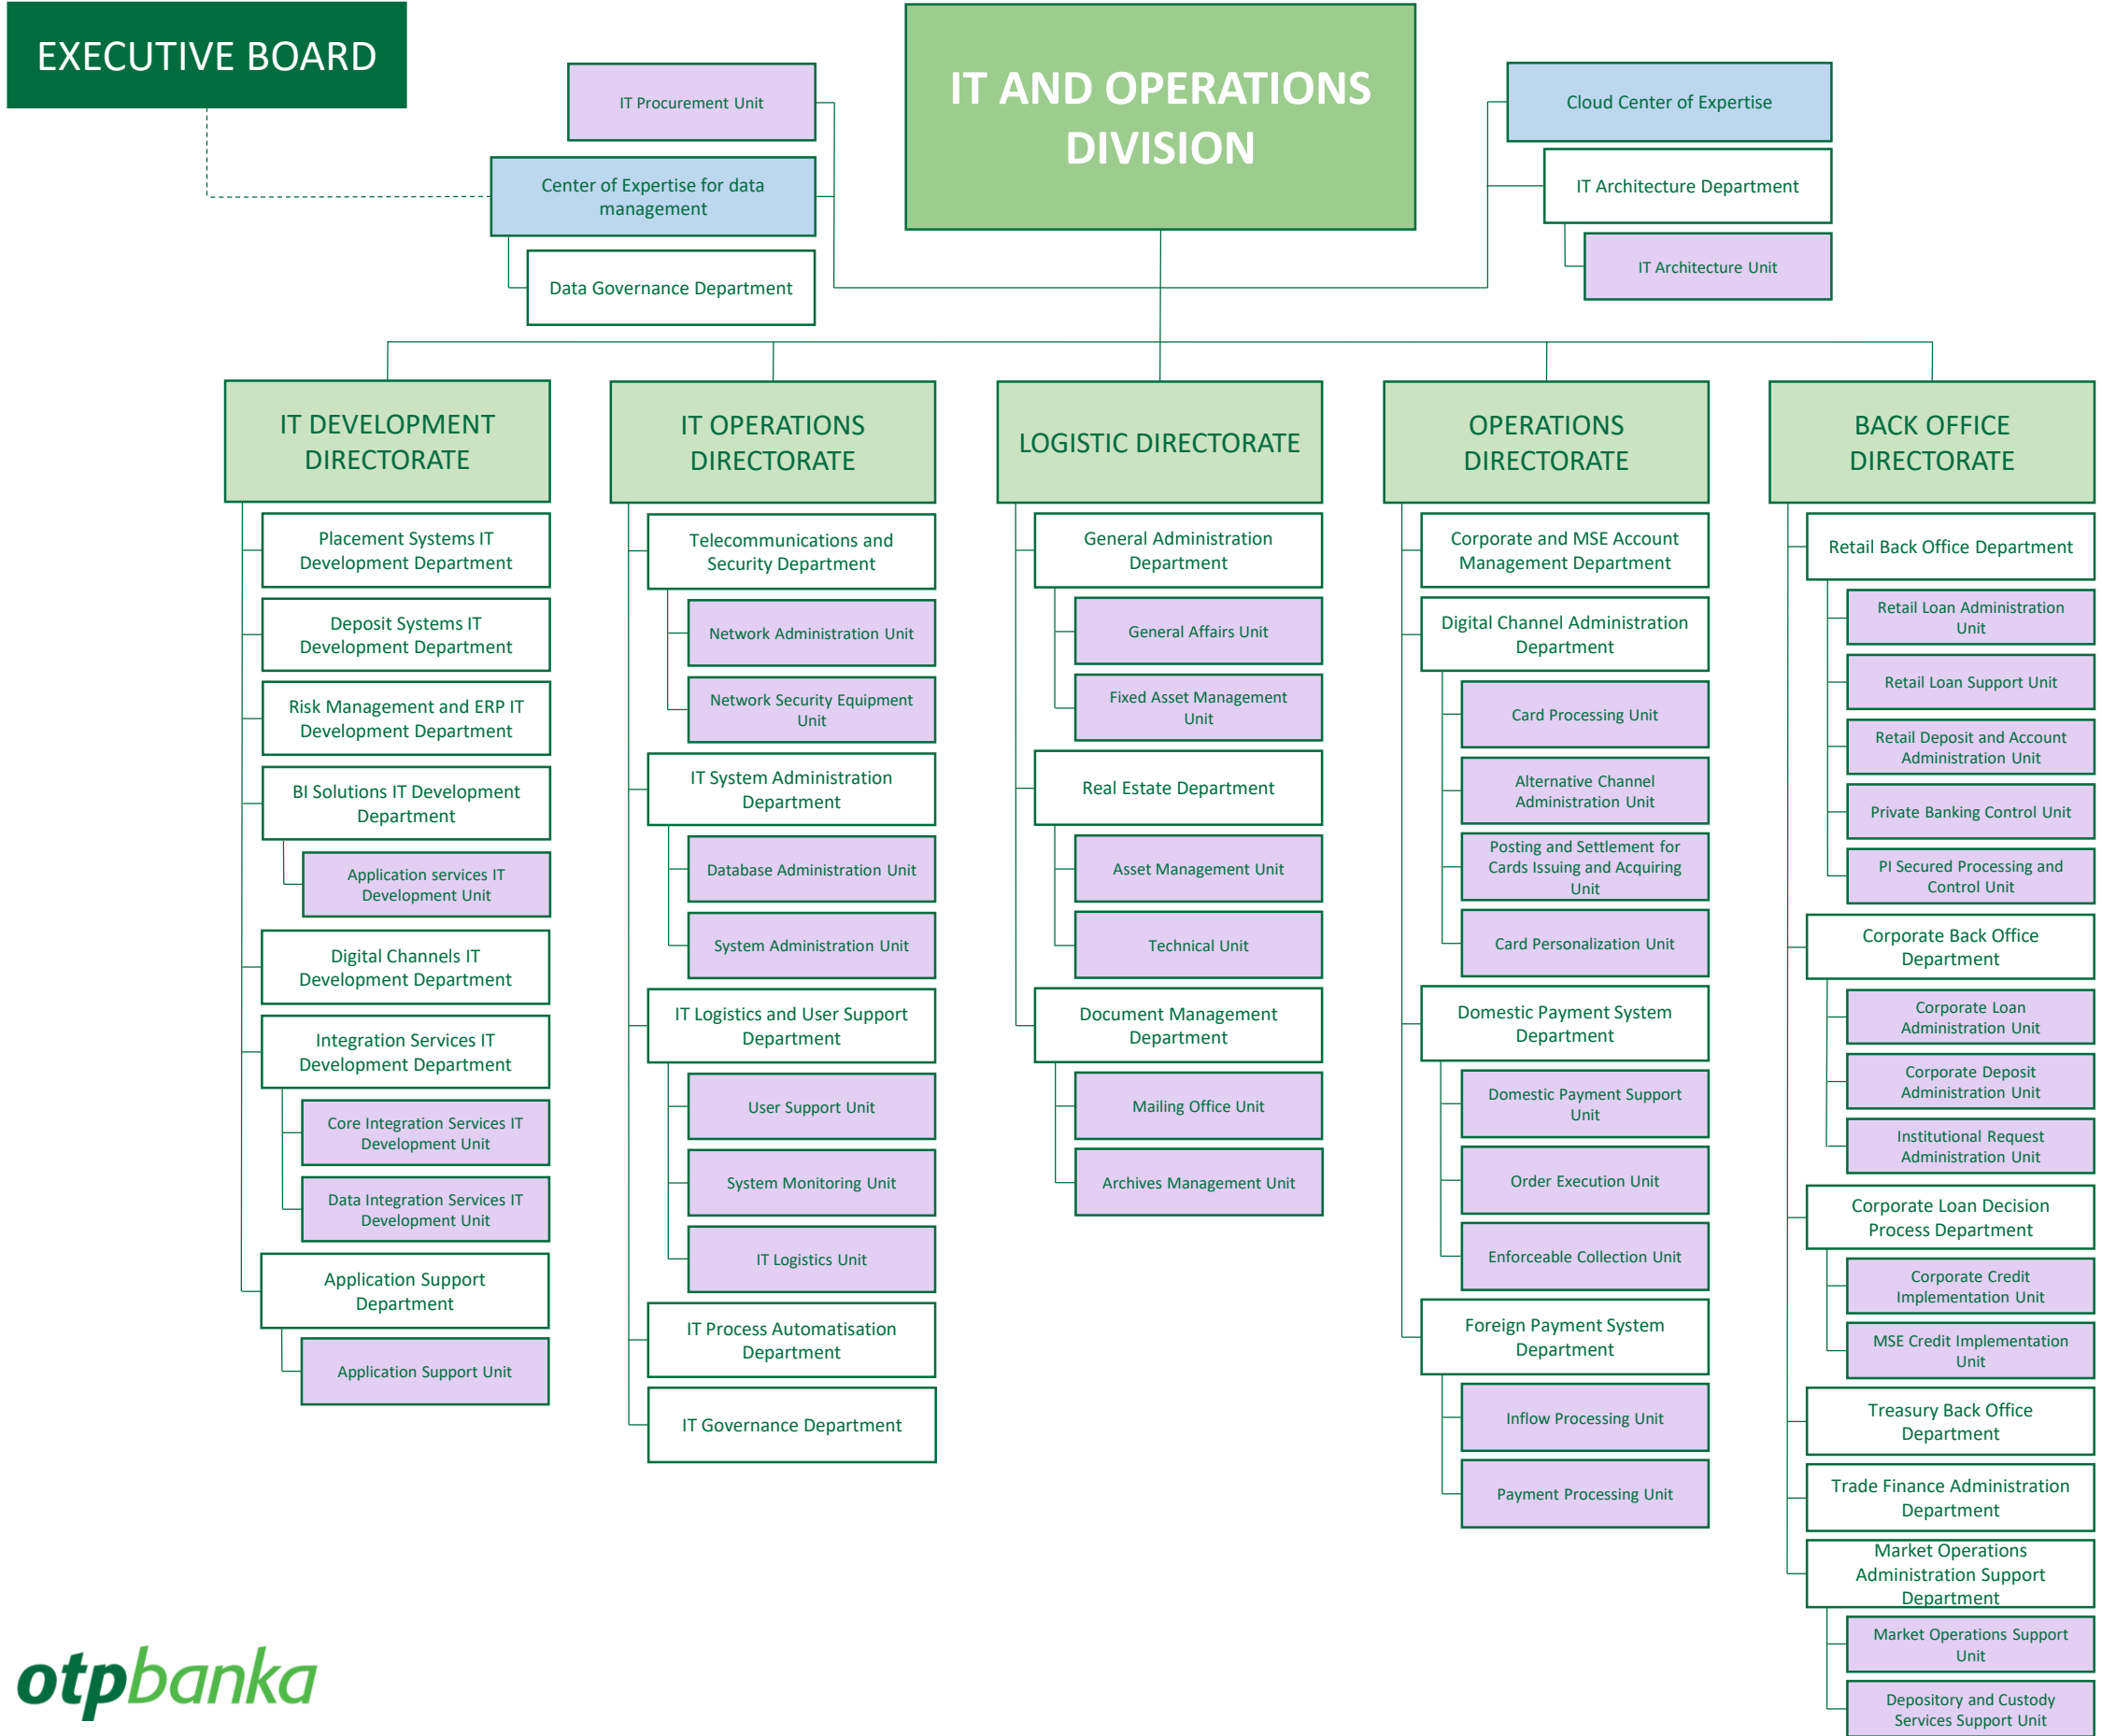 EXECUTIVE BOARD
IT AND OPERATIONS
DIVISION
IT Procurement Unit
Center of Expertise for data
management
Data Governance Department
Cloud Center of Expertise
IT Architecture Department
IT Architecture Unit
IT DEVELOPMENT
DIRECTORATE
Placement Systems IT
Development Department
Deposit Systems IT
Development Department
Risk Management and ERP IT
Development Department
BI Solutions IT Development
Department
Application services IT
Development Unit
Digital Channels IT
Development Department
Integration Services IT
Development Department
Core Integration Services IT
Development Unit
Data Integration Services IT
Development Unit
Application Support
Department
Application Support Unit
IT OPERATIONS
DIRECTORATE
Telecommunications and
Security Department
Network Administration Unit
Network Security Equipment
Unit
IT System Administration
Department
Database Administration Unit
System Administration Unit
IT Logistics and User Support
Department
User Support Unit
System Monitoring Unit
IT Logistics Unit
IT Process Automatisation
Department
IT Governance Department
LOGISTIC DIRECTORATE
General Administration
Department
General Affairs Unit
Fixed Asset Management
Unit
Real Estate Department
Asset Management Unit
Technical Unit
Document Management
Department
Mailing Office Unit
Archives Management Unit
OPERATIONS
DIRECTORATE
Corporate and MSE Account
Management Department
Digital Channel Administration
Department
Card Processing Unit
Alternative Channel
Administration Unit
Posting and Settlement for
Cards Issuing and Acquiring
Unit
Card Personalization Unit
Domestic Payment System
Department
Domestic Payment Support
Unit
Order Execution Unit
Enforceable Collection Unit
Foreign Payment System
Department
Inflow Processing Unit
Payment Processing Unit
BACK OFFICE
DIRECTORATE
Retail Back Office Department
Retail Loan Administration
Unit
Retail Loan Support Unit
Retail Deposit and Account
Administration Unit
Private Banking Control Unit
PI Secured Processing and
Control Unit
Corporate Back Office
Department
Corporate Loan
Administration Unit
Corporate Deposit
Administration Unit
Institutional Request
Administration Unit
Corporate Loan Decision
Process Department
Corporate Credit
Implementation Unit
MSE Credit Implementation
Unit
Treasury Back Office
Department
Trade Finance Administration
Department
Market Operations
Administration Support
Department
Market Operations Support
Unit
Depository and Custody
Services Support Unit
otpbanka